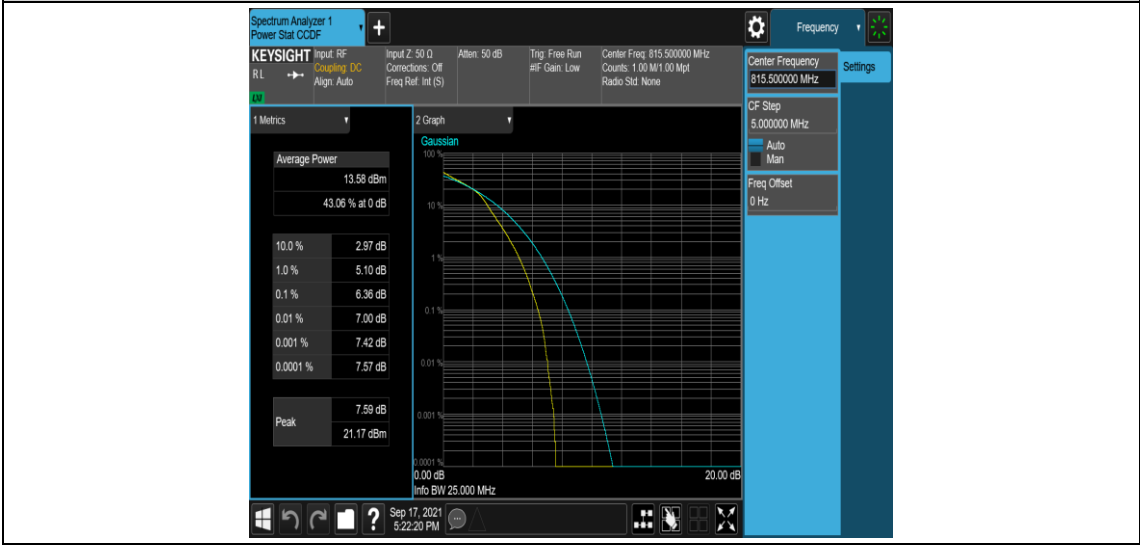 Spectrum Analyzer 1
Power Stat CCDF
+
Frequency
KEYSIGHT
RL
LM
Input: RF
Coupling: DC
Align: Auto
Input Z: 50 Ω
Corrections: Off
Freq Ref: Int (S)
Atten: 50 dB
Trig: Free Run
#IF Gain: Low
Center Freq: 815.500000 MHz
Counts: 1.00 M/1.00 Mpt
Radio Std: None
Center Frequency
815.500000 MHz
Settings
CF Step
5.000000 MHz
Auto
Man
Freq Offset
0 Hz
1 Metrics
Average Power
13.58 dBm
43.06 % at 0 dB
10.0 % 2.97 dB
1.0 % 5.10 dB
0.1 % 6.36 dB
0.01 % 7.00 dB
0.001 % 7.42 dB
0.0001 % 7.57 dB
Peak 7.59 dB
21.17 dBm
2 Graph
Gaussian
100 %
10 %
1 %
0.1 %
0.01 %
0.001 %
0.0001 %
0.00 dB 20.00 dB
Info BW 25.000 MHz
?
Sep 17, 2021
5:22:20 PM